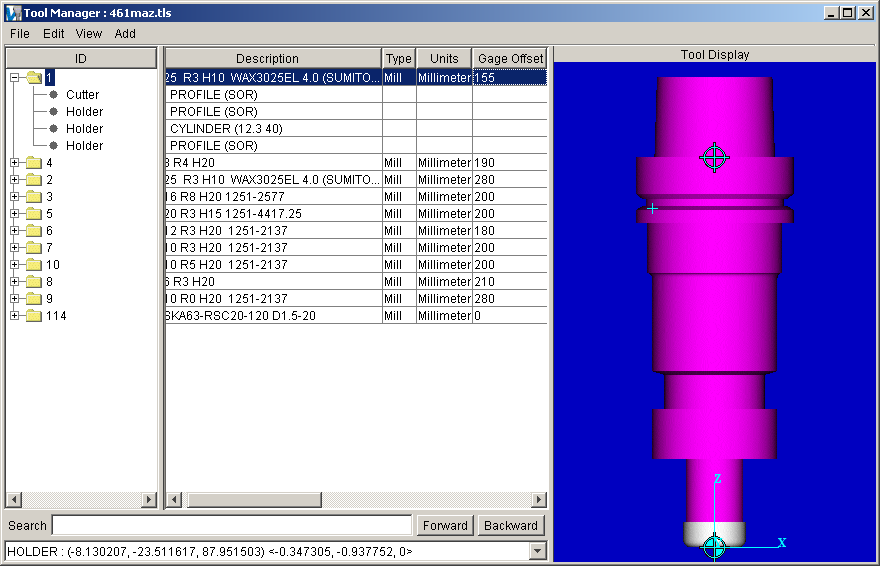 Tool Manager : 461maz.tls
File Edit View Add
ID Description Type Units Gage Offset Tool Display
1 25 R3 H10 WAX3025EL 4.0 (SUMITO... Mill Millimeter 155
Cutter PROFILE (SOR)
Holder PROFILE (SOR)
Holder CYLINDER (12.3 40)
Holder PROFILE (SOR)
4 R4 H20 Mill Millimeter 190
2 25 R3 H10 WAX3025EL 4.0 (SUMITO... Mill Millimeter 280
3 16 R8 H20 1251-2577 Mill Millimeter 200
5 20 R3 H15 1251-4417.25 Mill Millimeter 200
6 12 R3 H20 1251-2137 Mill Millimeter 180
7 10 R3 H20 1251-2137 Mill Millimeter 200
10 10 R5 H20 1251-2137 Mill Millimeter 200
8 R3 H20 Mill Millimeter 210
9 10 R0 H20 1251-2137 Mill Millimeter 280
114 SKA63-RSC20-120 D1.5-20 Mill Millimeter 0
Z
X
Search Forward Backward
HOLDER : (-8.130207, -23.511617, 87.951503) <-0.347305, -0.937752, 0>